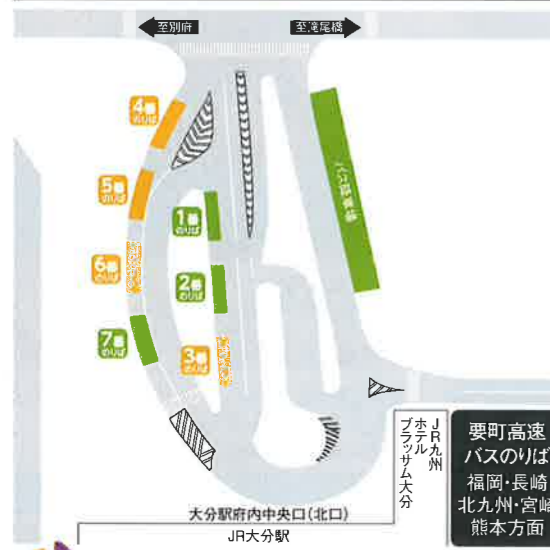 至別府
至滝尾橋
4番
のりば
5番
のりば
1番
のりば
6番
のりば
2番
のりば
7番
のりば
3番
のりば
JR九州
ホテル
ブラッサム大分
要町高速
バスのりば
福岡・長崎
北九州・宮崎
熊本方面
大分駅府内中央口(北口)
JR大分駅